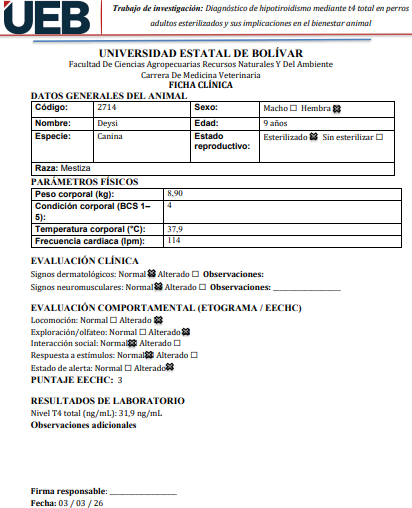 UEB
Trabajo de investigación: Diagnóstico de hipotiroidismo mediante t4 total en perros
adultos esterilizados y sus implicaciones en el bienestar animal
UNIVERSIDAD ESTATAL DE BOLÍVAR
Facultad De Ciencias Agropecuarias Recursos Naturales Y Del Ambiente
Carrera De Medicina Veterinaria
FICHA CLÍNICA
DATOS GENERALES DEL ANIMAL
Código: 2714 Sexo: Macho ☐ Hembra ☒
Nombre: Deysi Edad: 9 años
Especie: Canina Estado reproductivo: Esterilizado ☒ Sin esterilizar ☐
Raza: Mestiza
PARÁMETROS FÍSICOS
Peso corporal (kg): 8,90
Condición corporal (BCS 1–5): 4
Temperatura corporal (°C): 37,9
Frecuencia cardiaca (lpm): 114
EVALUACIÓN CLÍNICA
Signos dermatológicos: Normal ☒ Alterado ☐ Observaciones:
Signos neuromusculares: Normal ☒ Alterado ☐ Observaciones: ________________
EVALUACIÓN COMPORTAMENTAL (ETOGRAMA / EECHC)
Locomoción: Normal ☐ Alterado ☒
Exploración/olfateo: Normal ☐ Alterado ☒
Interacción social: Normal ☒ Alterado ☐
Respuesta a estímulos: Normal ☒ Alterado ☐
Estado de alerta: Normal ☐ Alterado ☒
PUNTAJE EECHC: 3
RESULTADOS DE LABORATORIO
Nivel T4 total (ng/mL): 31,9 ng/mL
Observaciones adicionales
Firma responsable: ________________
Fecha: 03 / 03 / 26